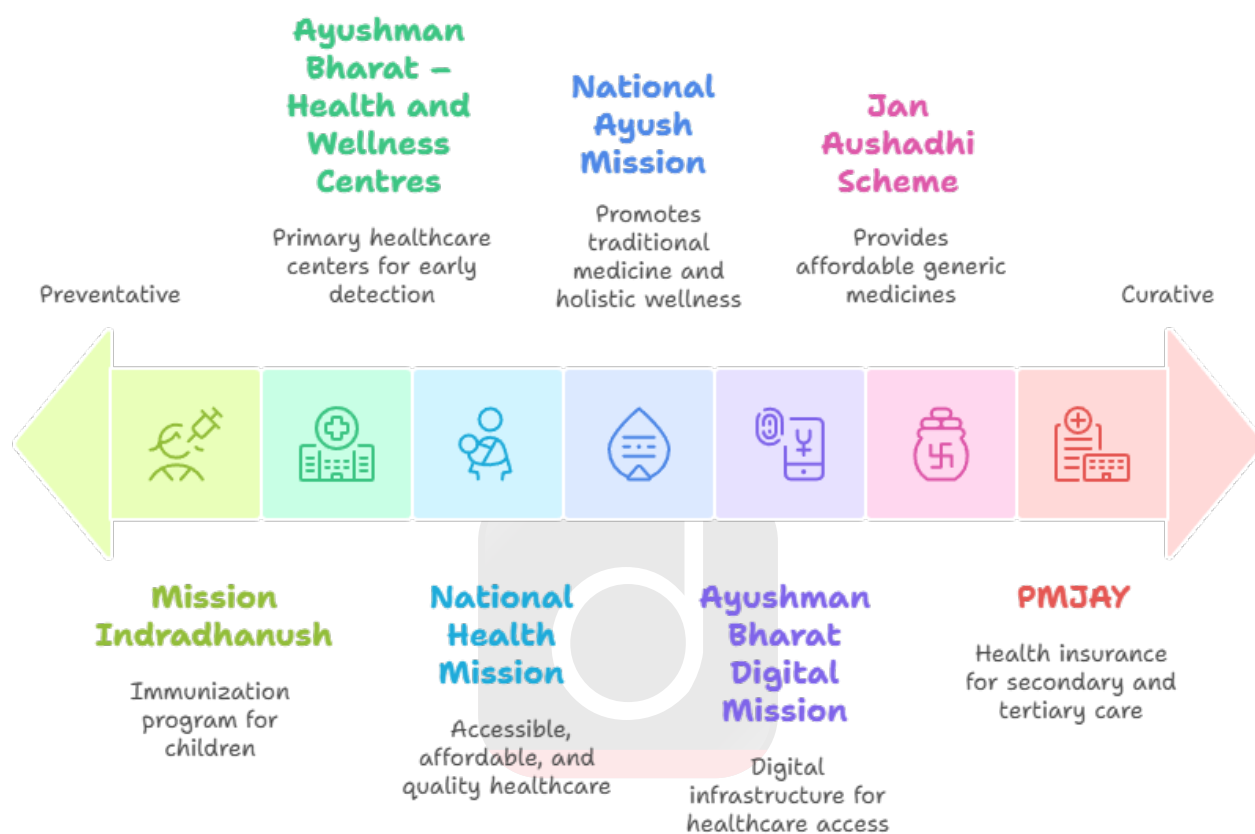 Ayushman
Bharat –
Health and
Wellness
Centres
Primary healthcare
centers for early
detection
National
Ayush
Mission
Promotes
traditional
medicine and
holistic wellness
Jan
Aushadhi
Scheme
Provides
affordable generic
medicines
Preventative
Curative
Mission
Indradhanush
Immunization
program for
children
National
Health
Mission
Accessible,
affordable, and
quality healthcare
Ayushman
Bharat
Digital
Mission
Digital
infrastructure for
healthcare access
PMJAY
Health insurance
for secondary and
tertiary care